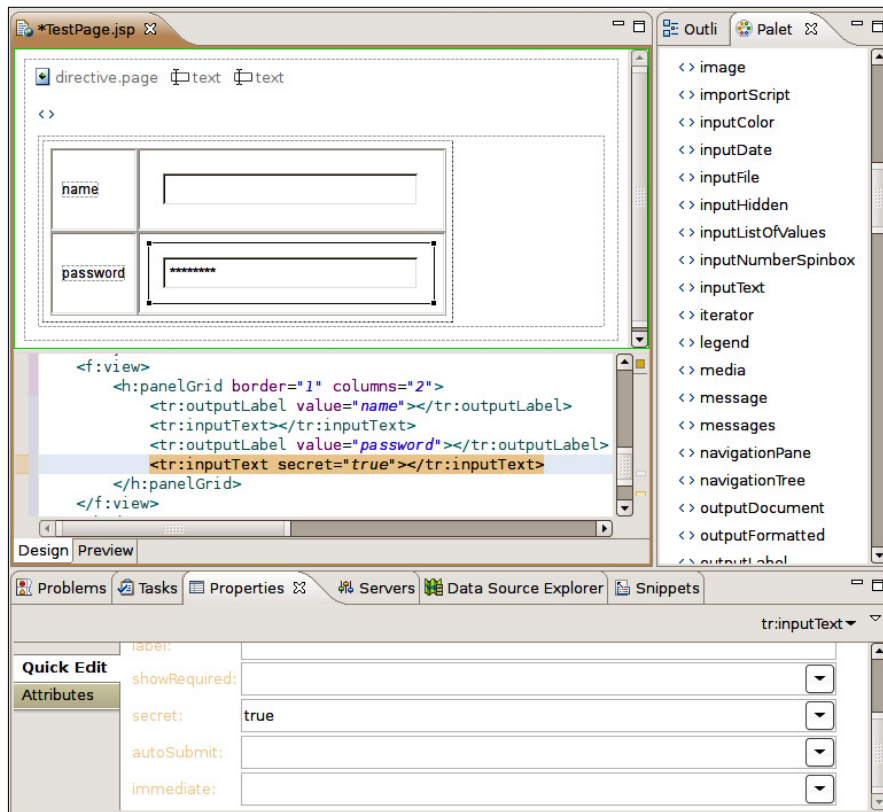 *TestPage.jsp
directive.page text text
<>
name
password ********
<f:view>
<h:panelGrid border="1" columns="2">
<tr:outputLabel value="name"></tr:outputLabel>
<tr:inputText></tr:inputText>
<tr:outputLabel value="password"></tr:outputLabel>
<tr:inputText secret="true"></tr:inputText>
</h:panelGrid>
</f:view>
Design Preview
Outli Palet
<> image
<> importScript
<> inputColor
<> inputDate
<> inputFile
<> inputHidden
<> inputListOfValues
<> inputNumberSpinbox
<> inputText
<> iterator
<> legend
<> media
<> message
<> messages
<> navigationPane
<> navigationTree
<> outputDocument
<> outputFormatted
<> outputLabel
Problems Tasks Properties Servers Data Source Explorer Snippets
tr:inputText
Quick Edit
Attributes
label:
showRequired:
secret: true
autoSubmit:
immediate: